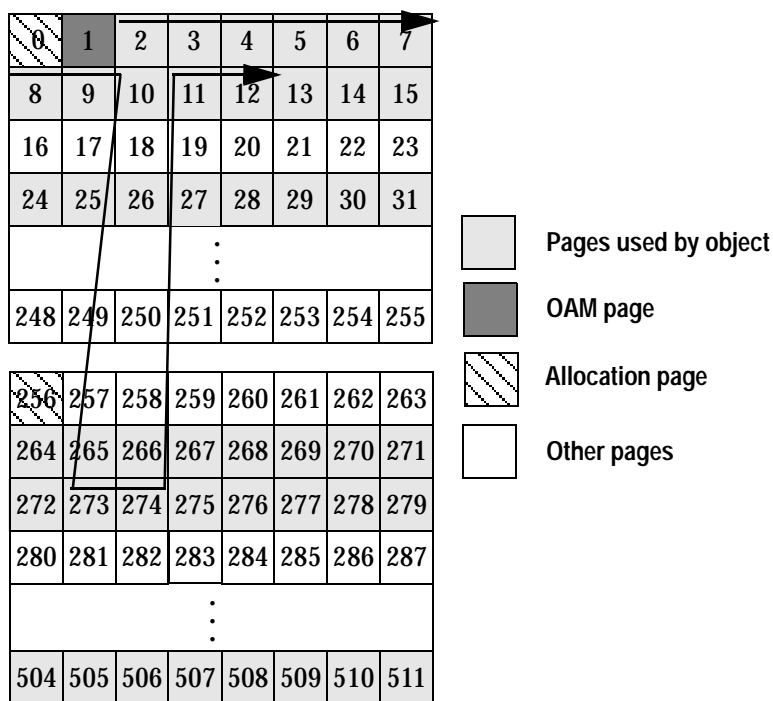 0 1 2 3 4 5 6 7
8 9 10 11 12 13 14 15
16 17 18 19 20 21 22 23
24 25 26 27 28 29 30 31
248 249 250 251 252 253 254 255
256 257 258 259 260 261 262 263
264 265 266 267 268 269 270 271
272 273 274 275 276 277 278 279
280 281 282 283 284 285 286 287
504 505 506 507 508 509 510 511
Pages used by object
OAM page
Allocation page
Other pages